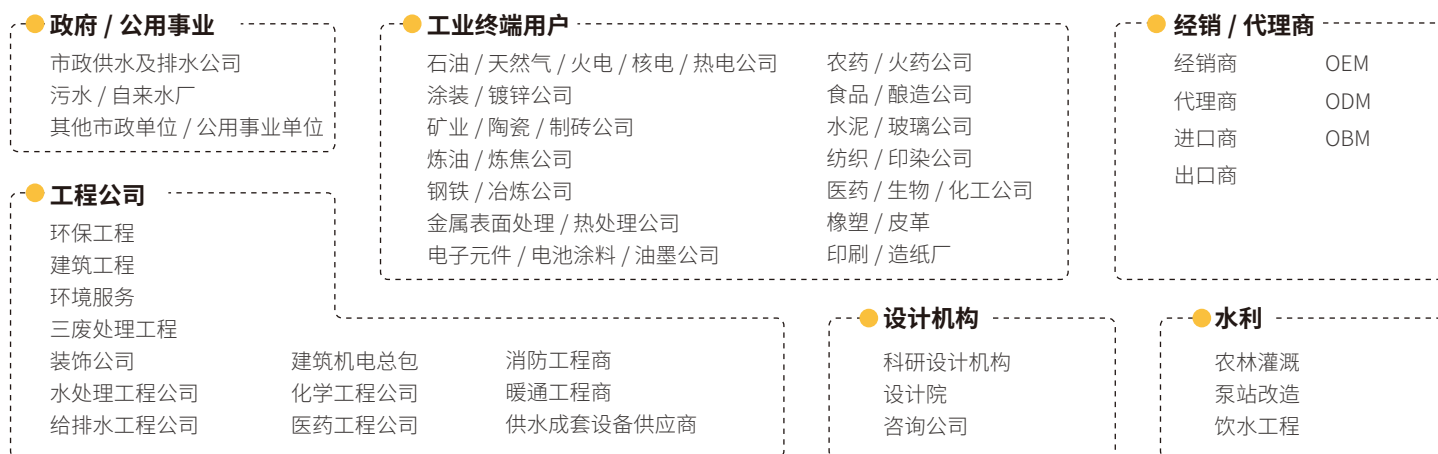 政府 / 公用事业
市政供水及排水公司
污水 / 自来水厂
其他市政单位 / 公用事业单位
工业终端用户
石油 / 天然气 / 火电 / 核电 / 热电公司
涂装 / 镀锌公司
矿业 / 陶瓷 / 制砖公司
炼油 / 炼焦公司
钢铁 / 冶炼公司
金属表面处理 / 热处理公司
电子元件 / 电池涂料 / 油墨公司
农药 / 火药公司
食品 / 酿造公司
水泥 / 玻璃公司
纺织 / 印染公司
医药 / 生物 / 化工公司
橡塑 / 皮革
印刷 / 造纸厂
经销 / 代理商
经销商
代理商
进口商
出口商
OEM
ODM
OBM
工程公司
环保工程
建筑工程
环境服务
三废处理工程
装饰公司
水处理工程公司
给排水工程公司
建筑机电总包
化学工程公司
医药工程公司
消防工程商
暖通工程商
供水成套设备供应商
设计机构
科研设计机构
设计院
咨询公司
水利
农林灌溉
泵站改造
饮水工程